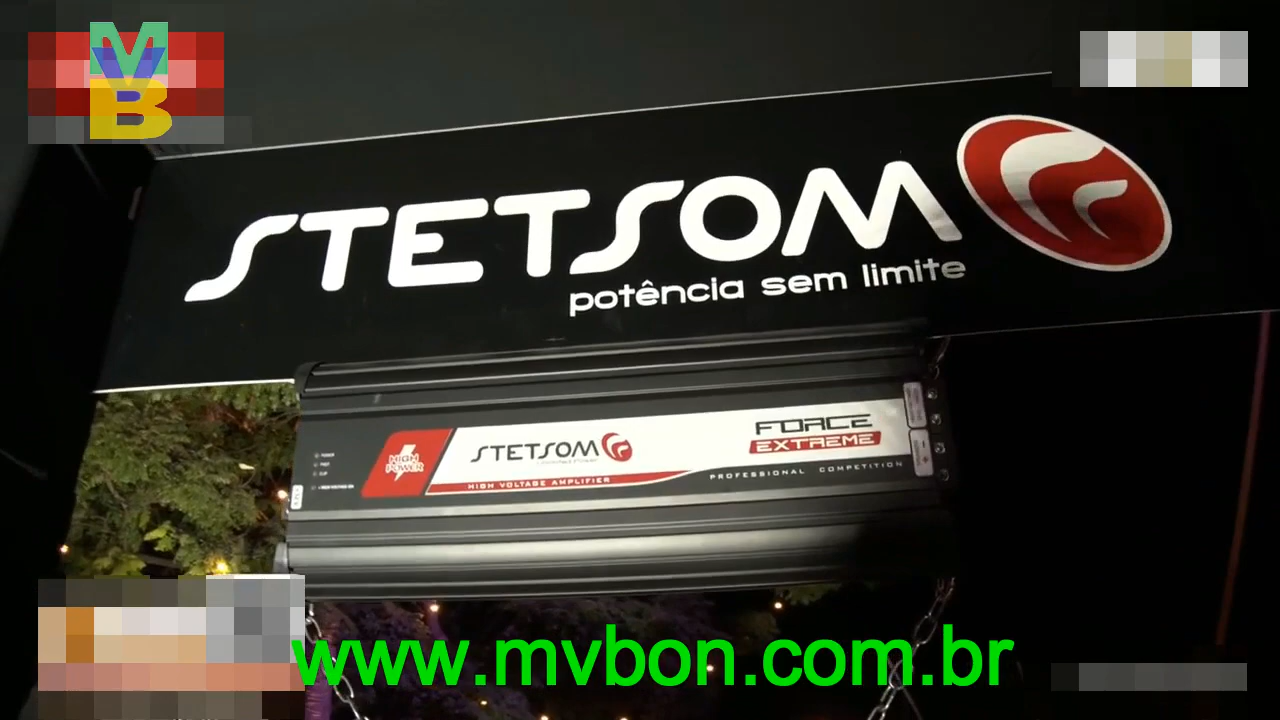 MVB
STETSOM
potência sem limite
HIGH POWER
STETSOM
HIGH VOLTAGE AMPLIFIER
FORCE
EXTREME
PROFESSIONAL COMPETITION
www.mvbon.com.br